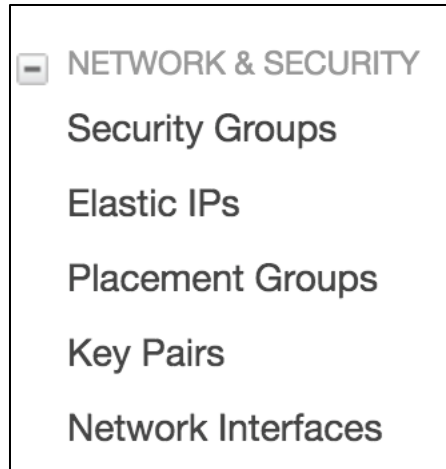 NETWORK & SECURITY
Security Groups
Elastic IPs
Placement Groups
Key Pairs
Network Interfaces